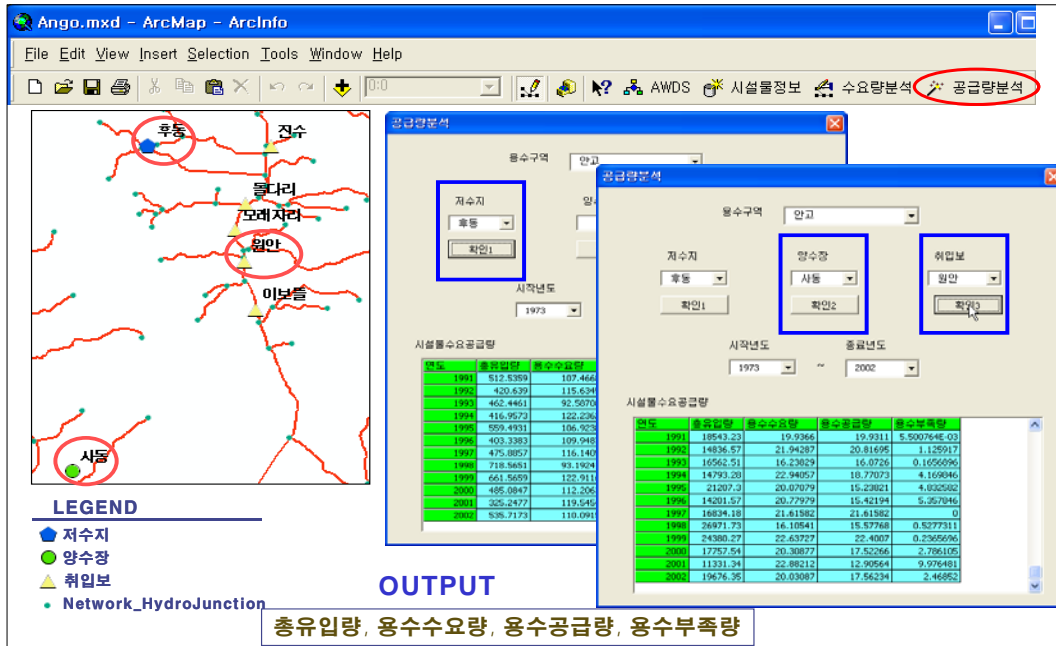 Ango.mxd - ArcMap - ArcInfo
File Edit View Insert Selection Tools Window Help
0:0 AWDS 시설물정보 수요량분석 공급량분석
후동
진수
돌다리
모래자리
원안
이보들
사동
LEGEND
저수지
양수장
취입보
Network_HydroJunction
공급량분석
용수구역 안고
저수지
후동
확인1
시작년도
1973
시설물수요공급량
연도 총유입량 용수수요량
1991 512.5359
1992 420.639
1993 462.4461
1994 416.9573
1995 559.4931
1996 403.3383
1997 475.8857
1998 718.5651
1999 661.5659
2000 485.0847
2001 325.2477
2002 535.7173
공급량분석
용수구역 안고
저수지 양수장 취입보
후동 사동 원안
확인1 확인2 확인3
시작년도 종료년도
1973 ~ 2002
시설물수요공급량
연도 총유입량 용수수요량 용수공급량 용수부족량
1991 18543.23 19.9366 19.9311 5.500764E-03
1992 14836.57 21.94287 20.81695 1.125917
1993 16562.51 16.23829 16.0726 0.1656896
1994 14793.28 22.94057 18.77073 4.169846
1995 21207.3 20.07079 15.23821 4.832582
1996 14201.57 20.77979 15.42194 5.357846
1997 16834.18 21.61582 21.61582 0
1998 26971.73 16.10541 15.57768 0.5277311
1999 24380.27 22.63727 22.4007 0.2365696
2000 17757.54 20.30877 17.52266 2.786105
2001 11331.34 22.88212 12.90564 9.976481
2002 19676.35 20.03087 17.56234 2.46852
OUTPUT
총유입량, 용수수요량, 용수공급량, 용수부족량